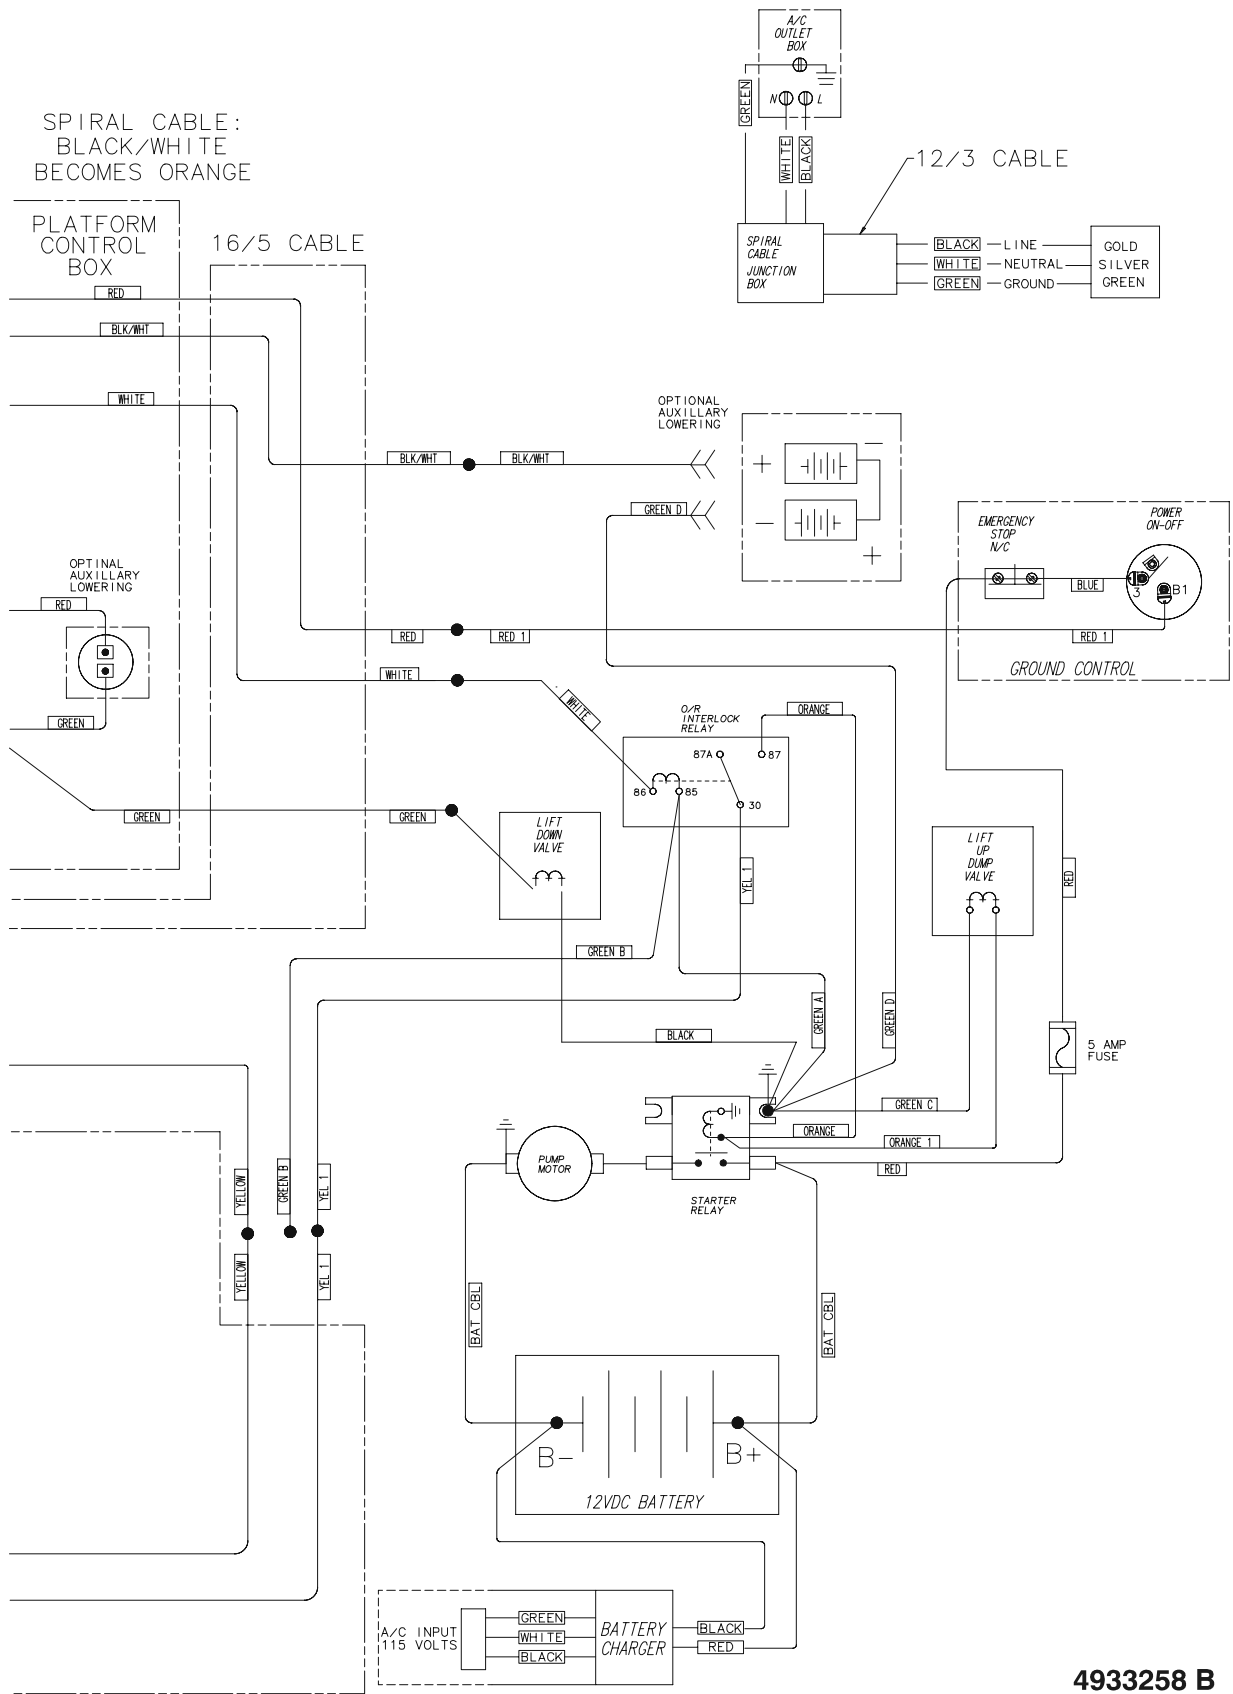 A/C
OUTLET
BOX
N
L
GREEN
WHITE
BLACK
12/3 CABLE
SPIRAL
CABLE
JUNCTION
BOX
BLACK
LINE
GOLD
WHITE
NEUTRAL
SILVER
GREEN
GROUND
GREEN
SPIRAL CABLE:
BLACK/WHITE
BECOMES ORANGE
PLATFORM
CONTROL
BOX
16/5 CABLE
RED
BLK/WHT
WHITE
BLK/WHT
BLK/WHT
OPTIONAL
AUXILLARY
LOWERING
+
–
GREEN D
–
+
EMERGENCY
STOP
N/C
POWER
ON-OFF
BLUE
3
B1
RED 1
GROUND CONTROL
OPTINAL
AUXILLARY
LOWERING
RED
GREEN
RED
RED 1
WHITE
WHITE
O/R
INTERLOCK
RELAY
ORANGE
87A
87
86
85
30
GREEN
GREEN
LIFT
DOWN
VALVE
YEL 1
LIFT
UP
DUMP
VALVE
RED
GREEN B
GREEN A
GREEN D
BLACK
5 AMP
FUSE
GREEN C
ORANGE
ORANGE 1
RED
PUMP
MOTOR
STARTER
RELAY
YELLOW
GREEN B
YEL 1
YELLOW
YEL 1
BAT CBL
BAT CBL
B-
B+
12VDC BATTERY
A/C INPUT
115 VOLTS
GREEN
WHITE
BLACK
BATTERY
CHARGER
BLACK
RED
4933258 B